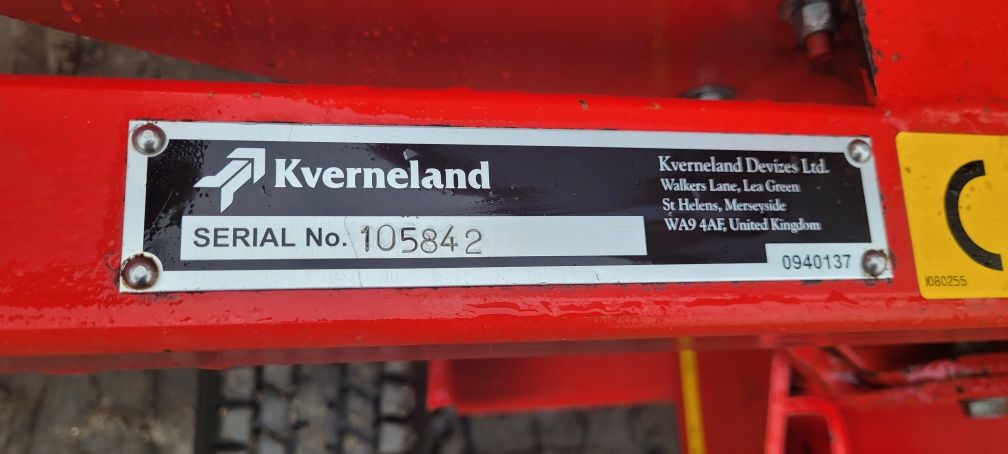 Kverneland
SERIAL No. 105842
Kverneland Devizes Ltd.
Walkers Lane, Lea Green
St Helens, Merseyside
WA9 4AF, United Kingdom
0940137
C
1080255